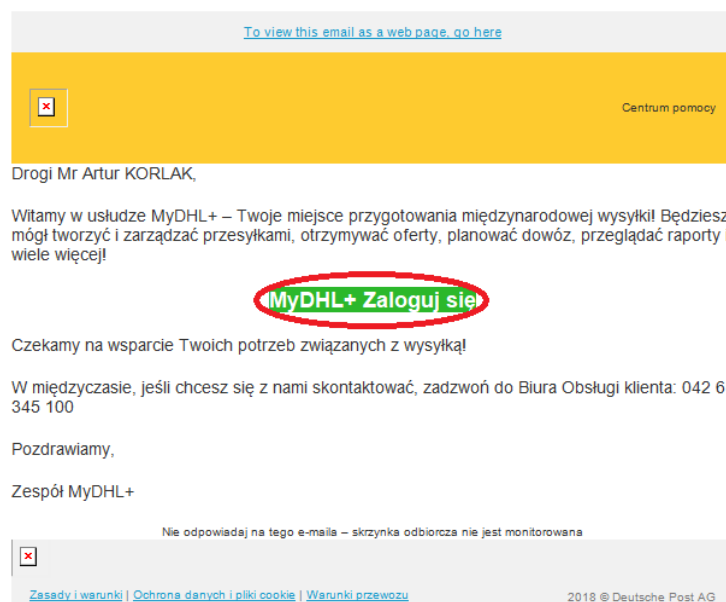 To view this email as a web page, go here
Centrum pomocy
Drogi Mr Artur KORLAK,
Witamy w usłudze MyDHL+ – Twoje miejsce przygotowania międzynarodowej wysyłki! Będziesz
mógł tworzyć i zarządzać przesyłkami, otrzymywać oferty, planować dowóz, przeglądać raporty i
wiele więcej!
MyDHL+ Zaloguj się
Czekamy na wsparcie Twoich potrzeb związanych z wysyłką!
W międzyczasie, jeśli chcesz się z nami skontaktować, zadzwoń do Biura Obsługi klienta: 042 6
345 100
Pozdrawiamy,
Zespół MyDHL+
Nie odpowiadaj na tego e-maila – skrzynka odbiorcza nie jest monitorowana
Zasady i warunki | Ochrona danych i pliki cookie | Warunki przewozu
2018 © Deutsche Post AG